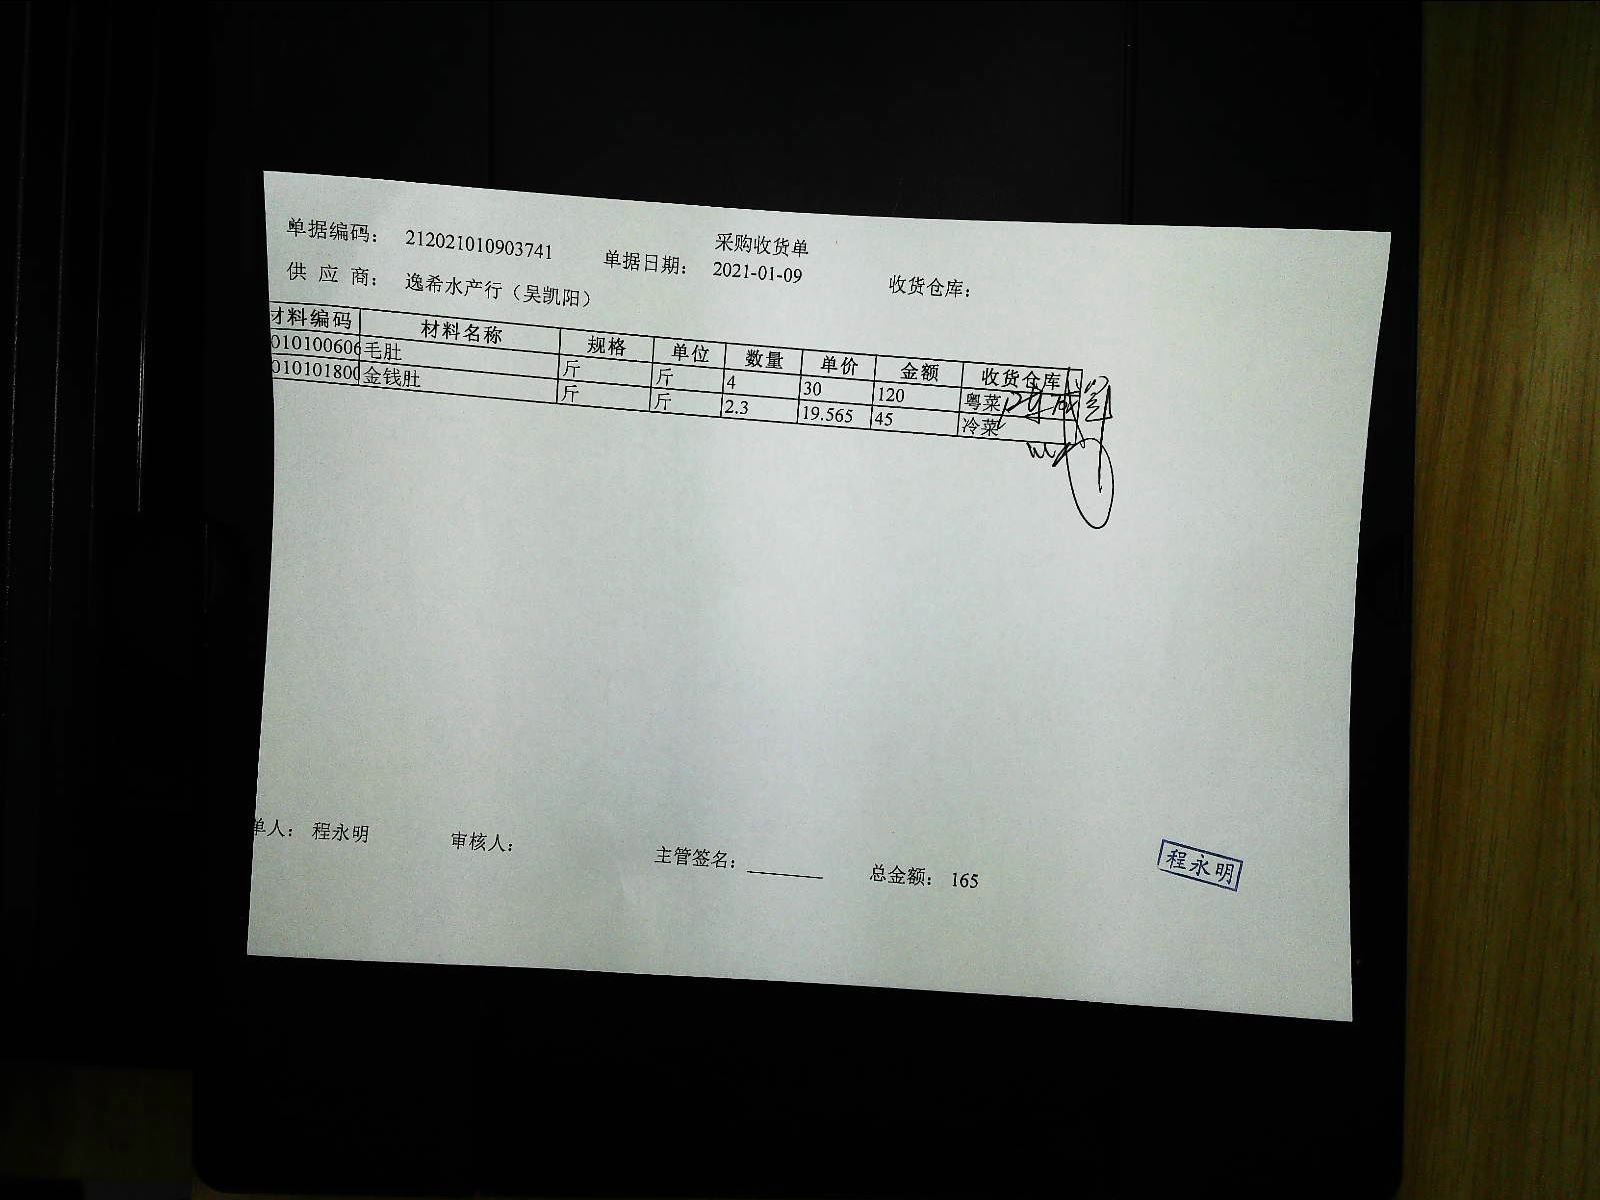 采购收货单
单据编码： 212021010903741 单据日期： 2021-01-09 收货仓库：
供 应 商： 逸希水产行（吴凯阳）
材料编码 材料名称 规格 单位 数量 单价 金额 收货仓库
010100606 毛肚 斤 斤 4 30 120 粤菜
010101800 金钱肚 斤 斤 2.3 19.565 45 冷菜
单人： 程永明 审核人： 主管签名：________ 总金额： 165
程永明